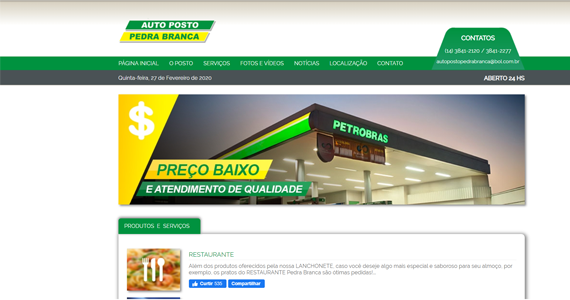 AUTO POSTO
PEDRA BRANCA
CONTATOS
(14) 3841-2120 / 3841-2277
autopostopedrabranca@bol.com.br
PÁGINA INICIAL O POSTO SERVIÇOS FOTOS E VÍDEOS NOTÍCIAS LOCALIZAÇÃO CONTATO
Quinta-feira, 27 de Fevereiro de 2020
ABERTO 24 HS
$
PETROBRAS
PREÇO BAIXO
E ATENDIMENTO DE QUALIDADE
PRODUTOS E SERVIÇOS
RESTAURANTE
Além dos produtos oferecidos pela nossa LANCHONETE, caso você deseje algo mais especial e saboroso para seu almoço, por
exemplo, os pratos do RESTAURANTE Pedra Branca são ótimas pedidas!...
Curtir 535 Compartilhar